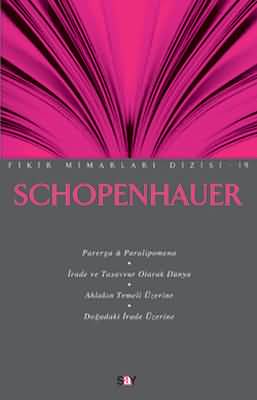 FİKİR MİMARLARI DİZİSİ - 19
SCHOPENHAUER
Parerga & Paralipomena
•
İrade ve Tasavvur Olarak Dünya
•
Ahlakın Temeli Üzerine
•
Doğadaki İrade Üzerine
say